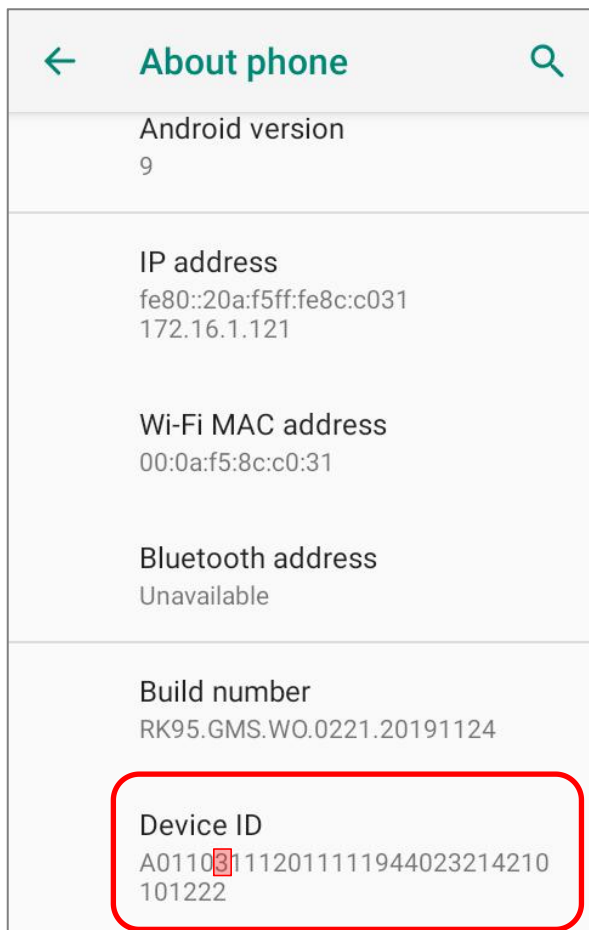 About phone
Android version
9
IP address
fe80::20a:f5ff:fe8c:c031
172.16.1.121
Wi-Fi MAC address
00:0a:f5:8c:c0:31
Bluetooth address
Unavailable
Build number
RK95.GMS.WO.0221.20191124
Device ID
A011031112011111944023214210
101222